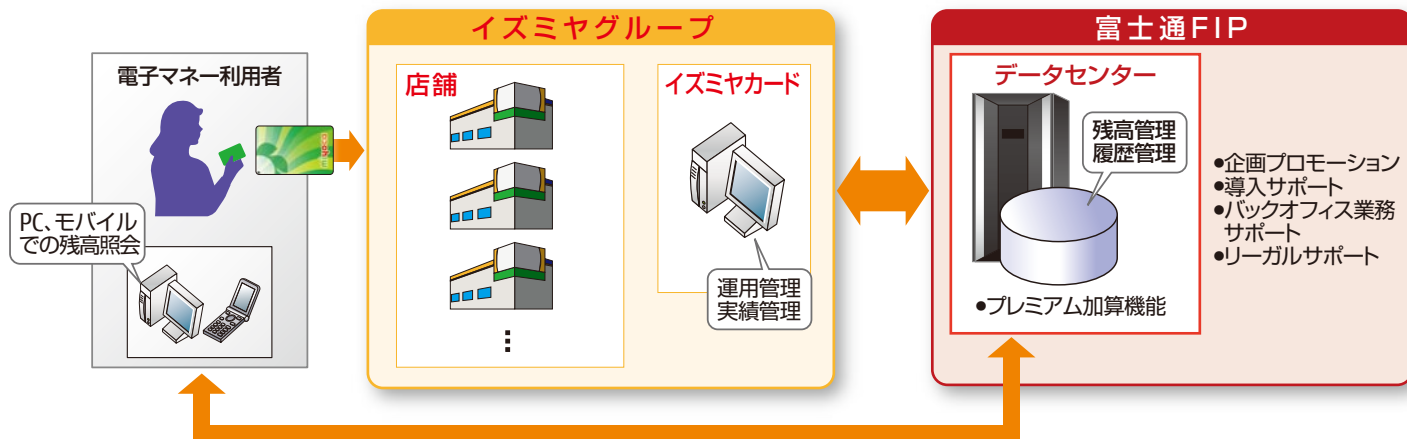 電子マネー利用者
PC、モバイル
での残高照会
イズミヤグループ
店舗
イズミヤカード
運用管理
実績管理
富士通FIP
データセンター
残高管理
履歴管理
●プレミアム加算機能
●企画プロモーション
●導入サポート
●バックオフィス業務
サポート
●リーガルサポート